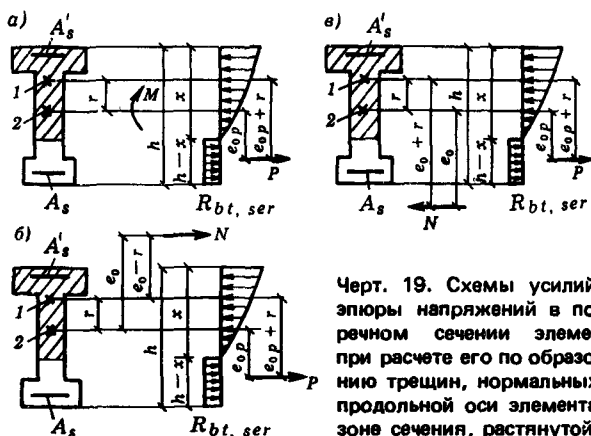 а)
A's
1
2
r
M
h
x
h−x
e0p
e0p+r
P
As
Rbt, ser
в)
A's
1
2
r
e0+r
e0
h
x
h−x
e0p
e0p+r
P
N
As
Rbt, ser
б)
A's
1
2
r
e0
e0−r
N
h
x
h−x
e0p
e0p+r
P
As
Rbt, ser
Черт. 19. Схемы усилий
эпюры напряжений в по
речном сечении элеме
при расчете его по образо
нию трещин, нормальных
продольной оси элемента
зоне сечения, растянутой